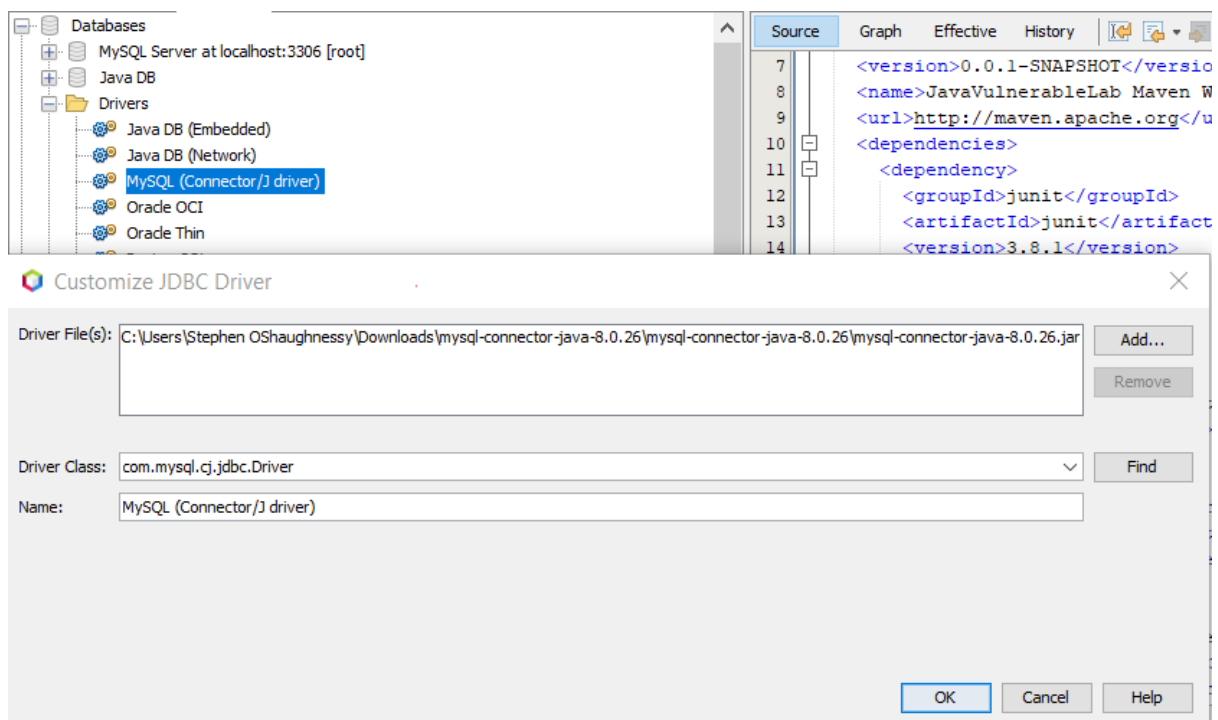 Databases
MySQL Server at localhost:3306 [root]
Java DB
Drivers
Java DB (Embedded)
Java DB (Network)
MySQL (Connector/J driver)
Oracle OCI
Oracle Thin
Source Graph Effective History
7 <version>0.0.1-SNAPSHOT</versio
8 <name>JavaVulnerableLab Maven W
9 <url>http://maven.apache.org</u
10 <dependencies>
11 <dependency>
12 <groupId>junit</groupId>
13 <artifactId>junit</artifact
14 <version>3.8.1</version>
Customize JDBC Driver
Driver File(s): C:\Users\Stephen OShaughnessy\Downloads\mysql-connector-java-8.0.26\mysql-connector-java-8.0.26\mysql-connector-java-8.0.26.jar Add...
Remove
Driver Class: com.mysql.cj.jdbc.Driver Find
Name: MySQL (Connector/J driver)
OK Cancel Help